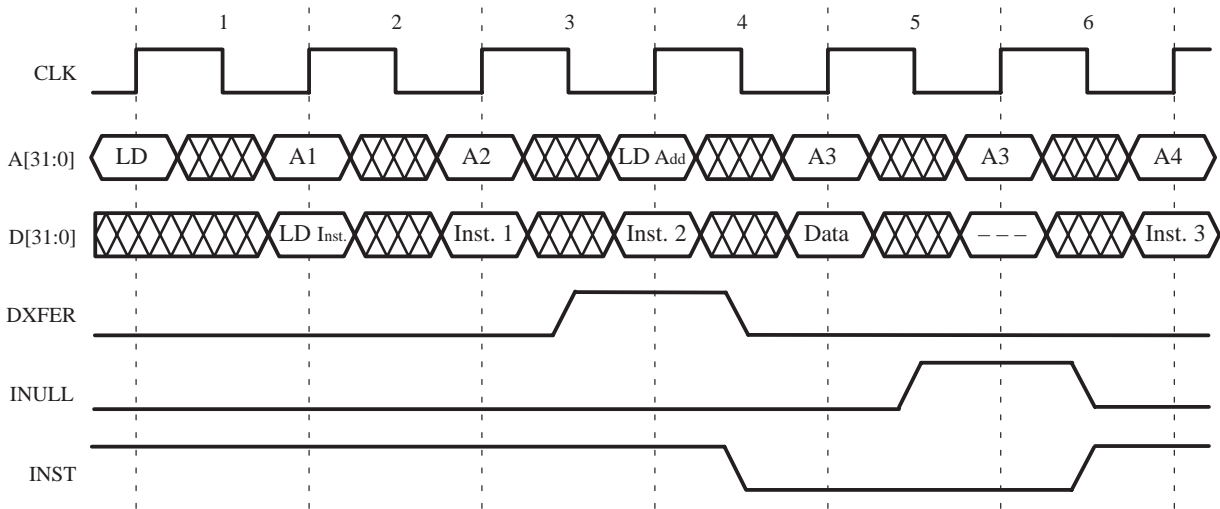 1 2 3 4 5 6
CLK
A[31:0] LD A1 A2 LD Add A3 A3 A4
D[31:0] LD Inst. Inst. 1 Inst. 2 Data – – – Inst. 3
DXFER
INULL
INST